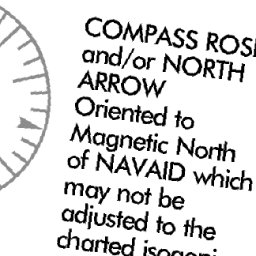 COMPASS ROSE
and/or NORTH
ARROW
Oriented to
Magnetic North
of NAVAID which
may not be
adjusted to the
charted